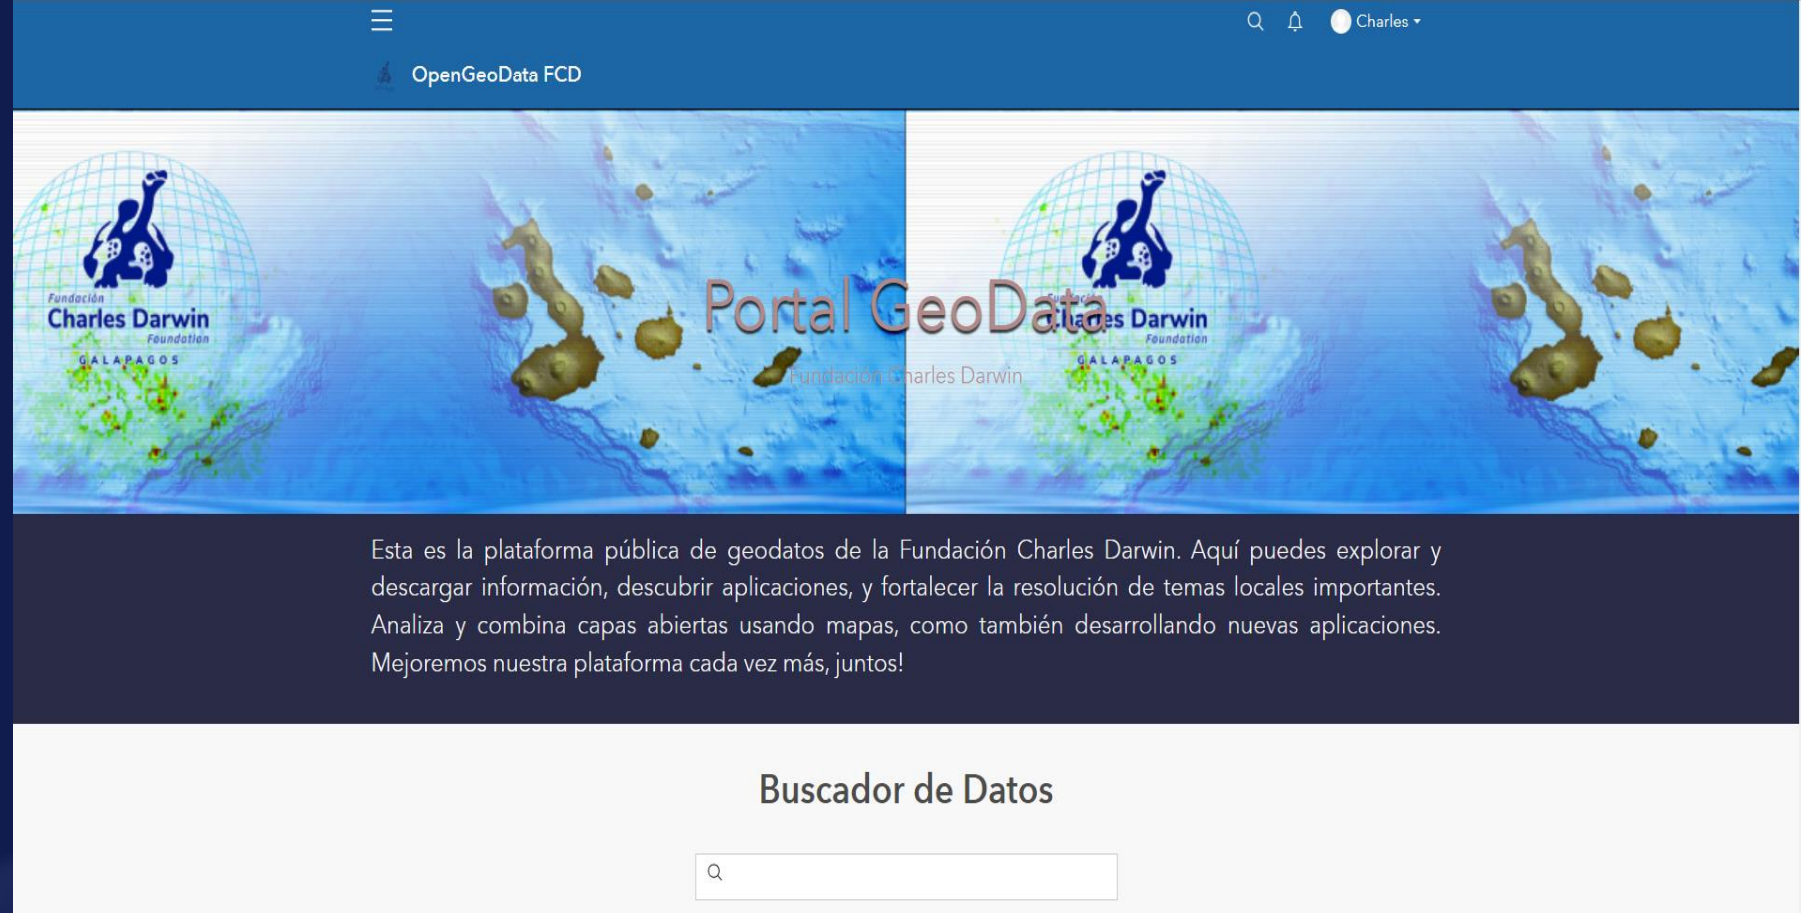 Charles
OpenGeoData FCD
Fundación
Charles Darwin
Foundation
GALAPAGOS
Portal GeoData
Fundación Charles Darwin
Fundación
Charles Darwin
Foundation
GALAPAGOS
Esta es la plataforma pública de geodatos de la Fundación Charles Darwin. Aquí puedes explorar y
descargar información, descubrir aplicaciones, y fortalecer la resolución de temas locales importantes.
Analiza y combina capas abiertas usando mapas, como también desarrollando nuevas aplicaciones.
Mejoremos nuestra plataforma cada vez más, juntos!
Buscador de Datos